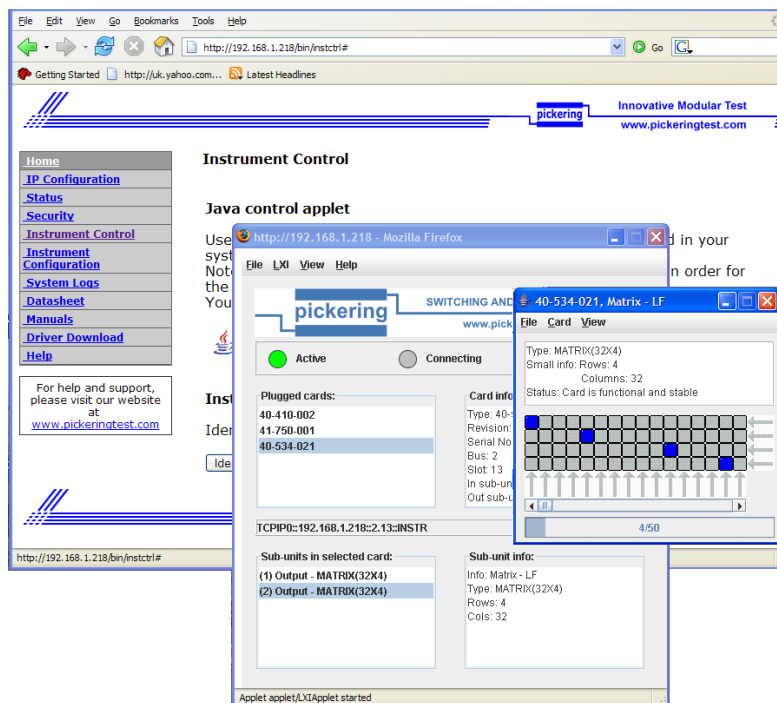 File Edit View Go Bookmarks Tools Help
http://192.168.1.218/bin/instctrl#
Go
G
Getting Started http://uk.yahoo.com... Latest Headlines
pickering
Innovative Modular Test
www.pickeringtest.com
Home
IP Configuration
Status
Security
Instrument Control
Instrument
Configuration
System Logs
Datasheet
Manuals
Driver Download
Help
For help and support,
please visit our website
at
www.pickeringtest.com
Instrument Control
Java control applet
Use
d in your
syst
Not
n order for
the
You
Inst
Iden
Ide
http://192.168.1.218/bin/instctrl#
http://192.168.1.218 - Mozilla Firefox
File LXI View Help
pickering
SWITCHING AND
www.pick
Active
Connecting
Plugged cards:
40-410-002
41-750-001
40-534-021
Card info
Type: 40-
Revision:
Serial No
Bus: 2
Slot: 13
In sub-un
Out sub-u
TCPIP0::192.168.1.218::2.13::INSTR
Sub-units in selected card:
(1) Output - MATRIX(32X4)
(2) Output - MATRIX(32X4)
Sub-unit info:
Info: Matrix - LF
Type: MATRIX(32X4)
Rows: 4
Cols: 32
Applet applet/LXIApplet started
40-534-021, Matrix - LF
File Card View
Type: MATRIX(32X4)
Small info: Rows: 4
Columns: 32
Status: Card is functional and stable
4/50